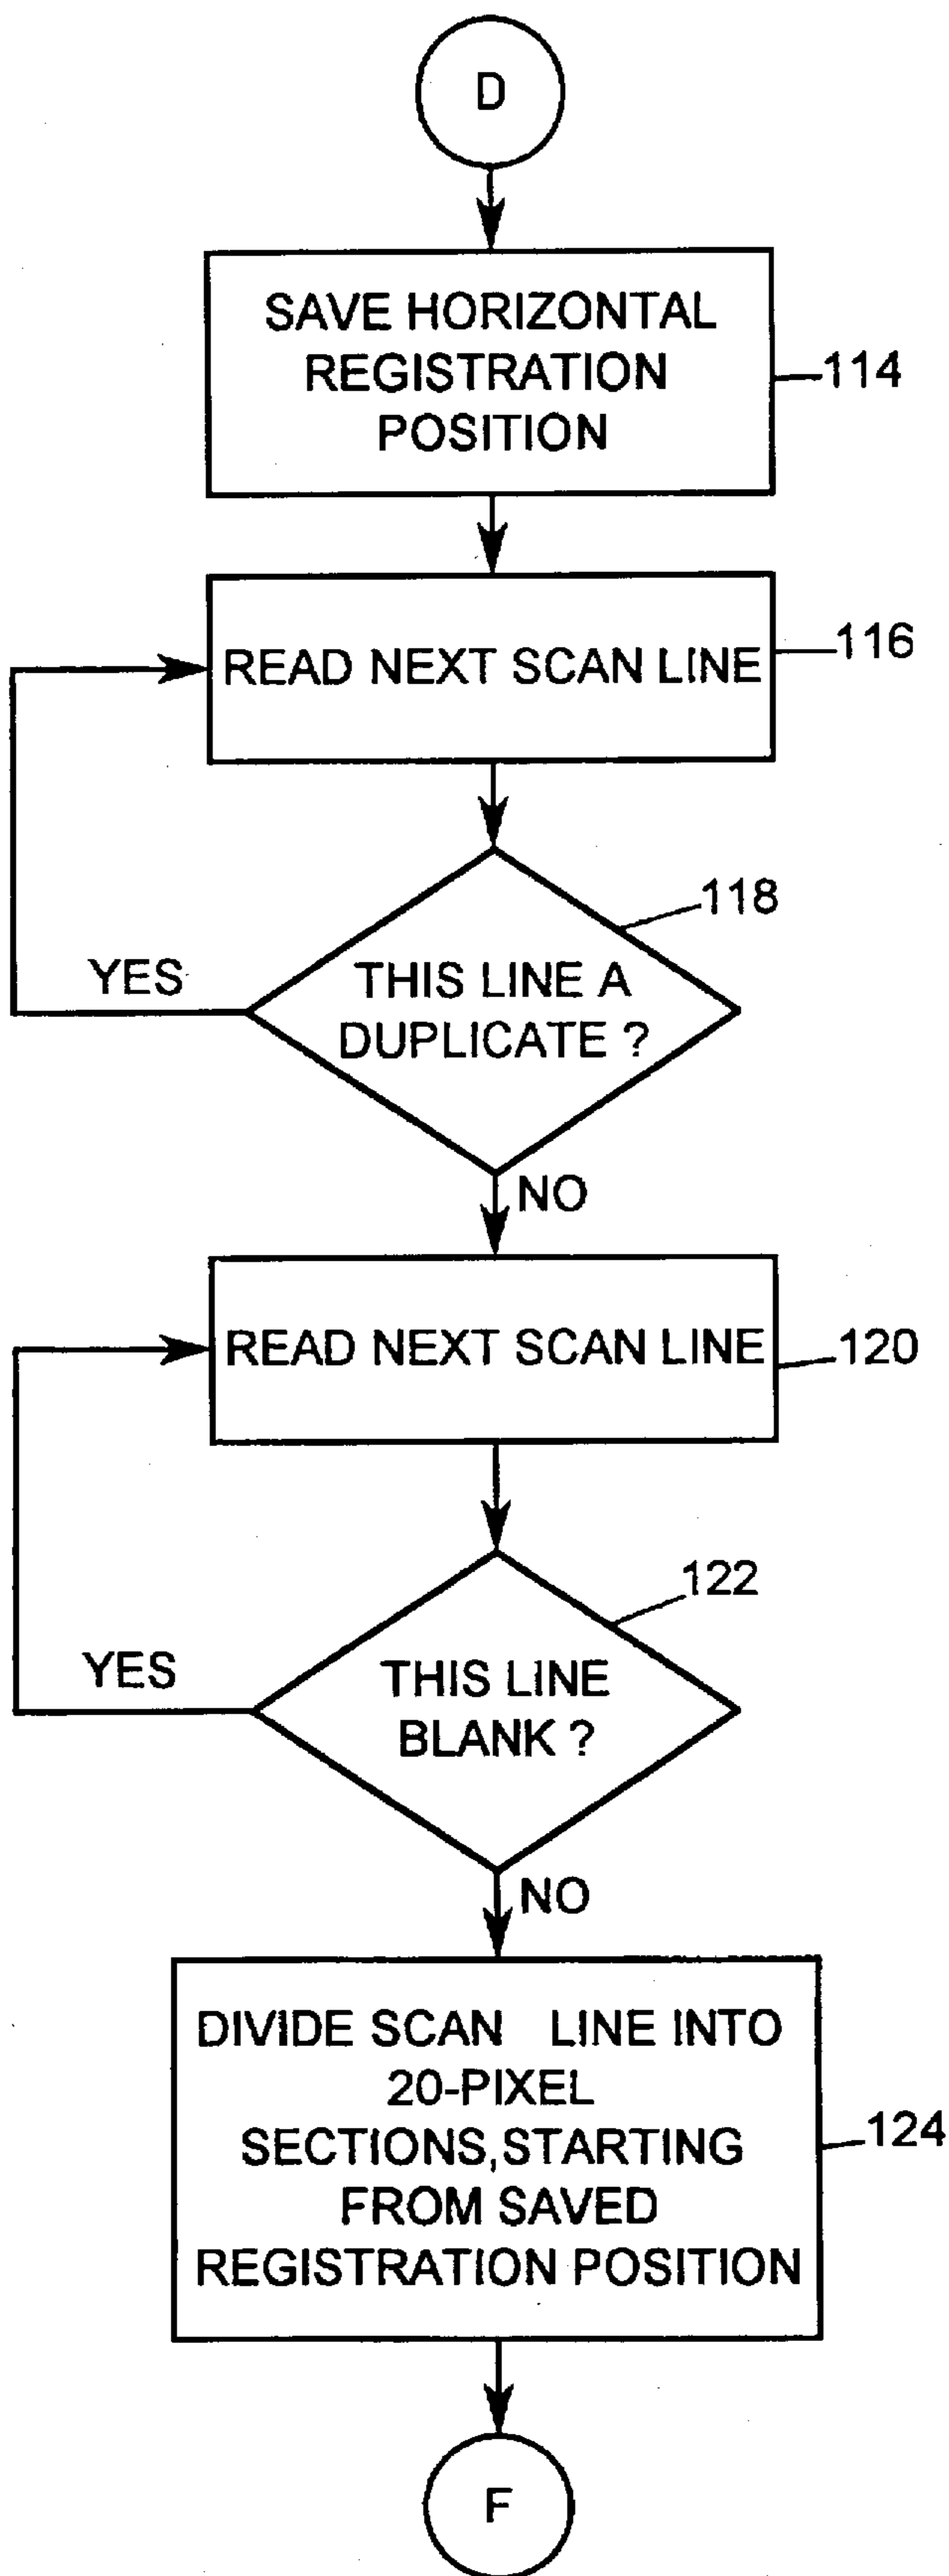 D
SAVE HORIZONTAL
REGISTRATION
POSITION
114
READ NEXT SCAN LINE
116
118
THIS LINE A
DUPLICATE ?
YES
NO
READ NEXT SCAN LINE
120
122
THIS LINE
BLANK ?
YES
NO
DIVIDE SCAN LINE INTO
20-PIXEL
SECTIONS,STARTING
FROM SAVED
REGISTRATION POSITION
124
F